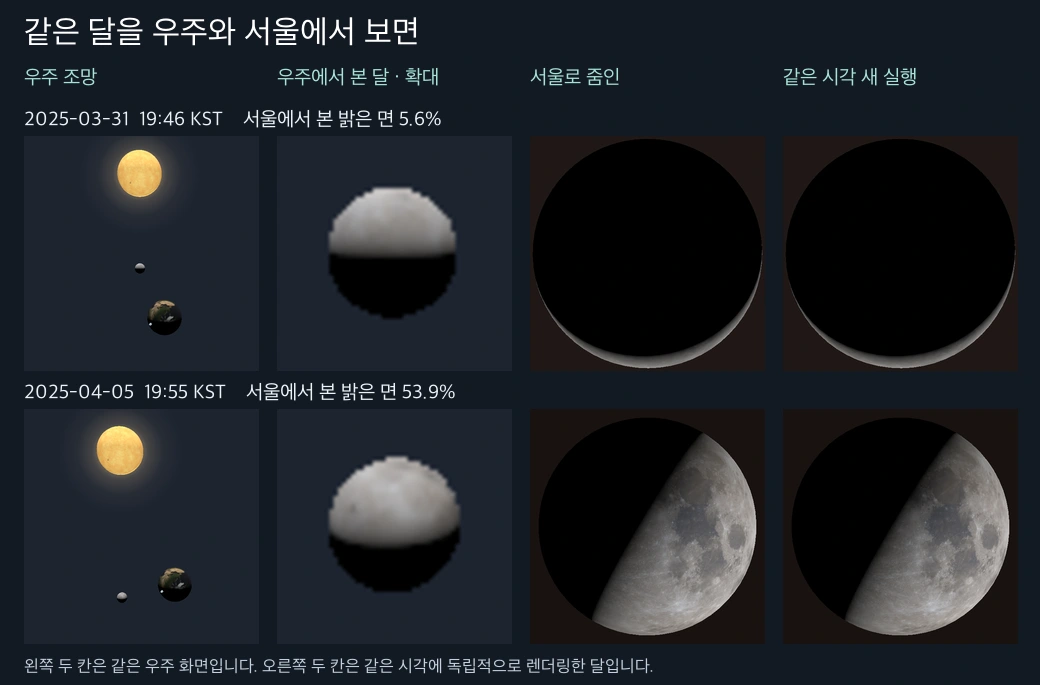 같은 달을 우주와 서울에서 보면
우주 조망 우주에서 본 달 · 확대 서울로 줌인 같은 시각 새 실행
2025-03-31 19:46 KST 서울에서 본 밝은 면 5.6%
2025-04-05 19:55 KST 서울에서 본 밝은 면 53.9%
왼쪽 두 칸은 같은 우주 화면입니다. 오른쪽 두 칸은 같은 시각에 독립적으로 렌더링한 달입니다.